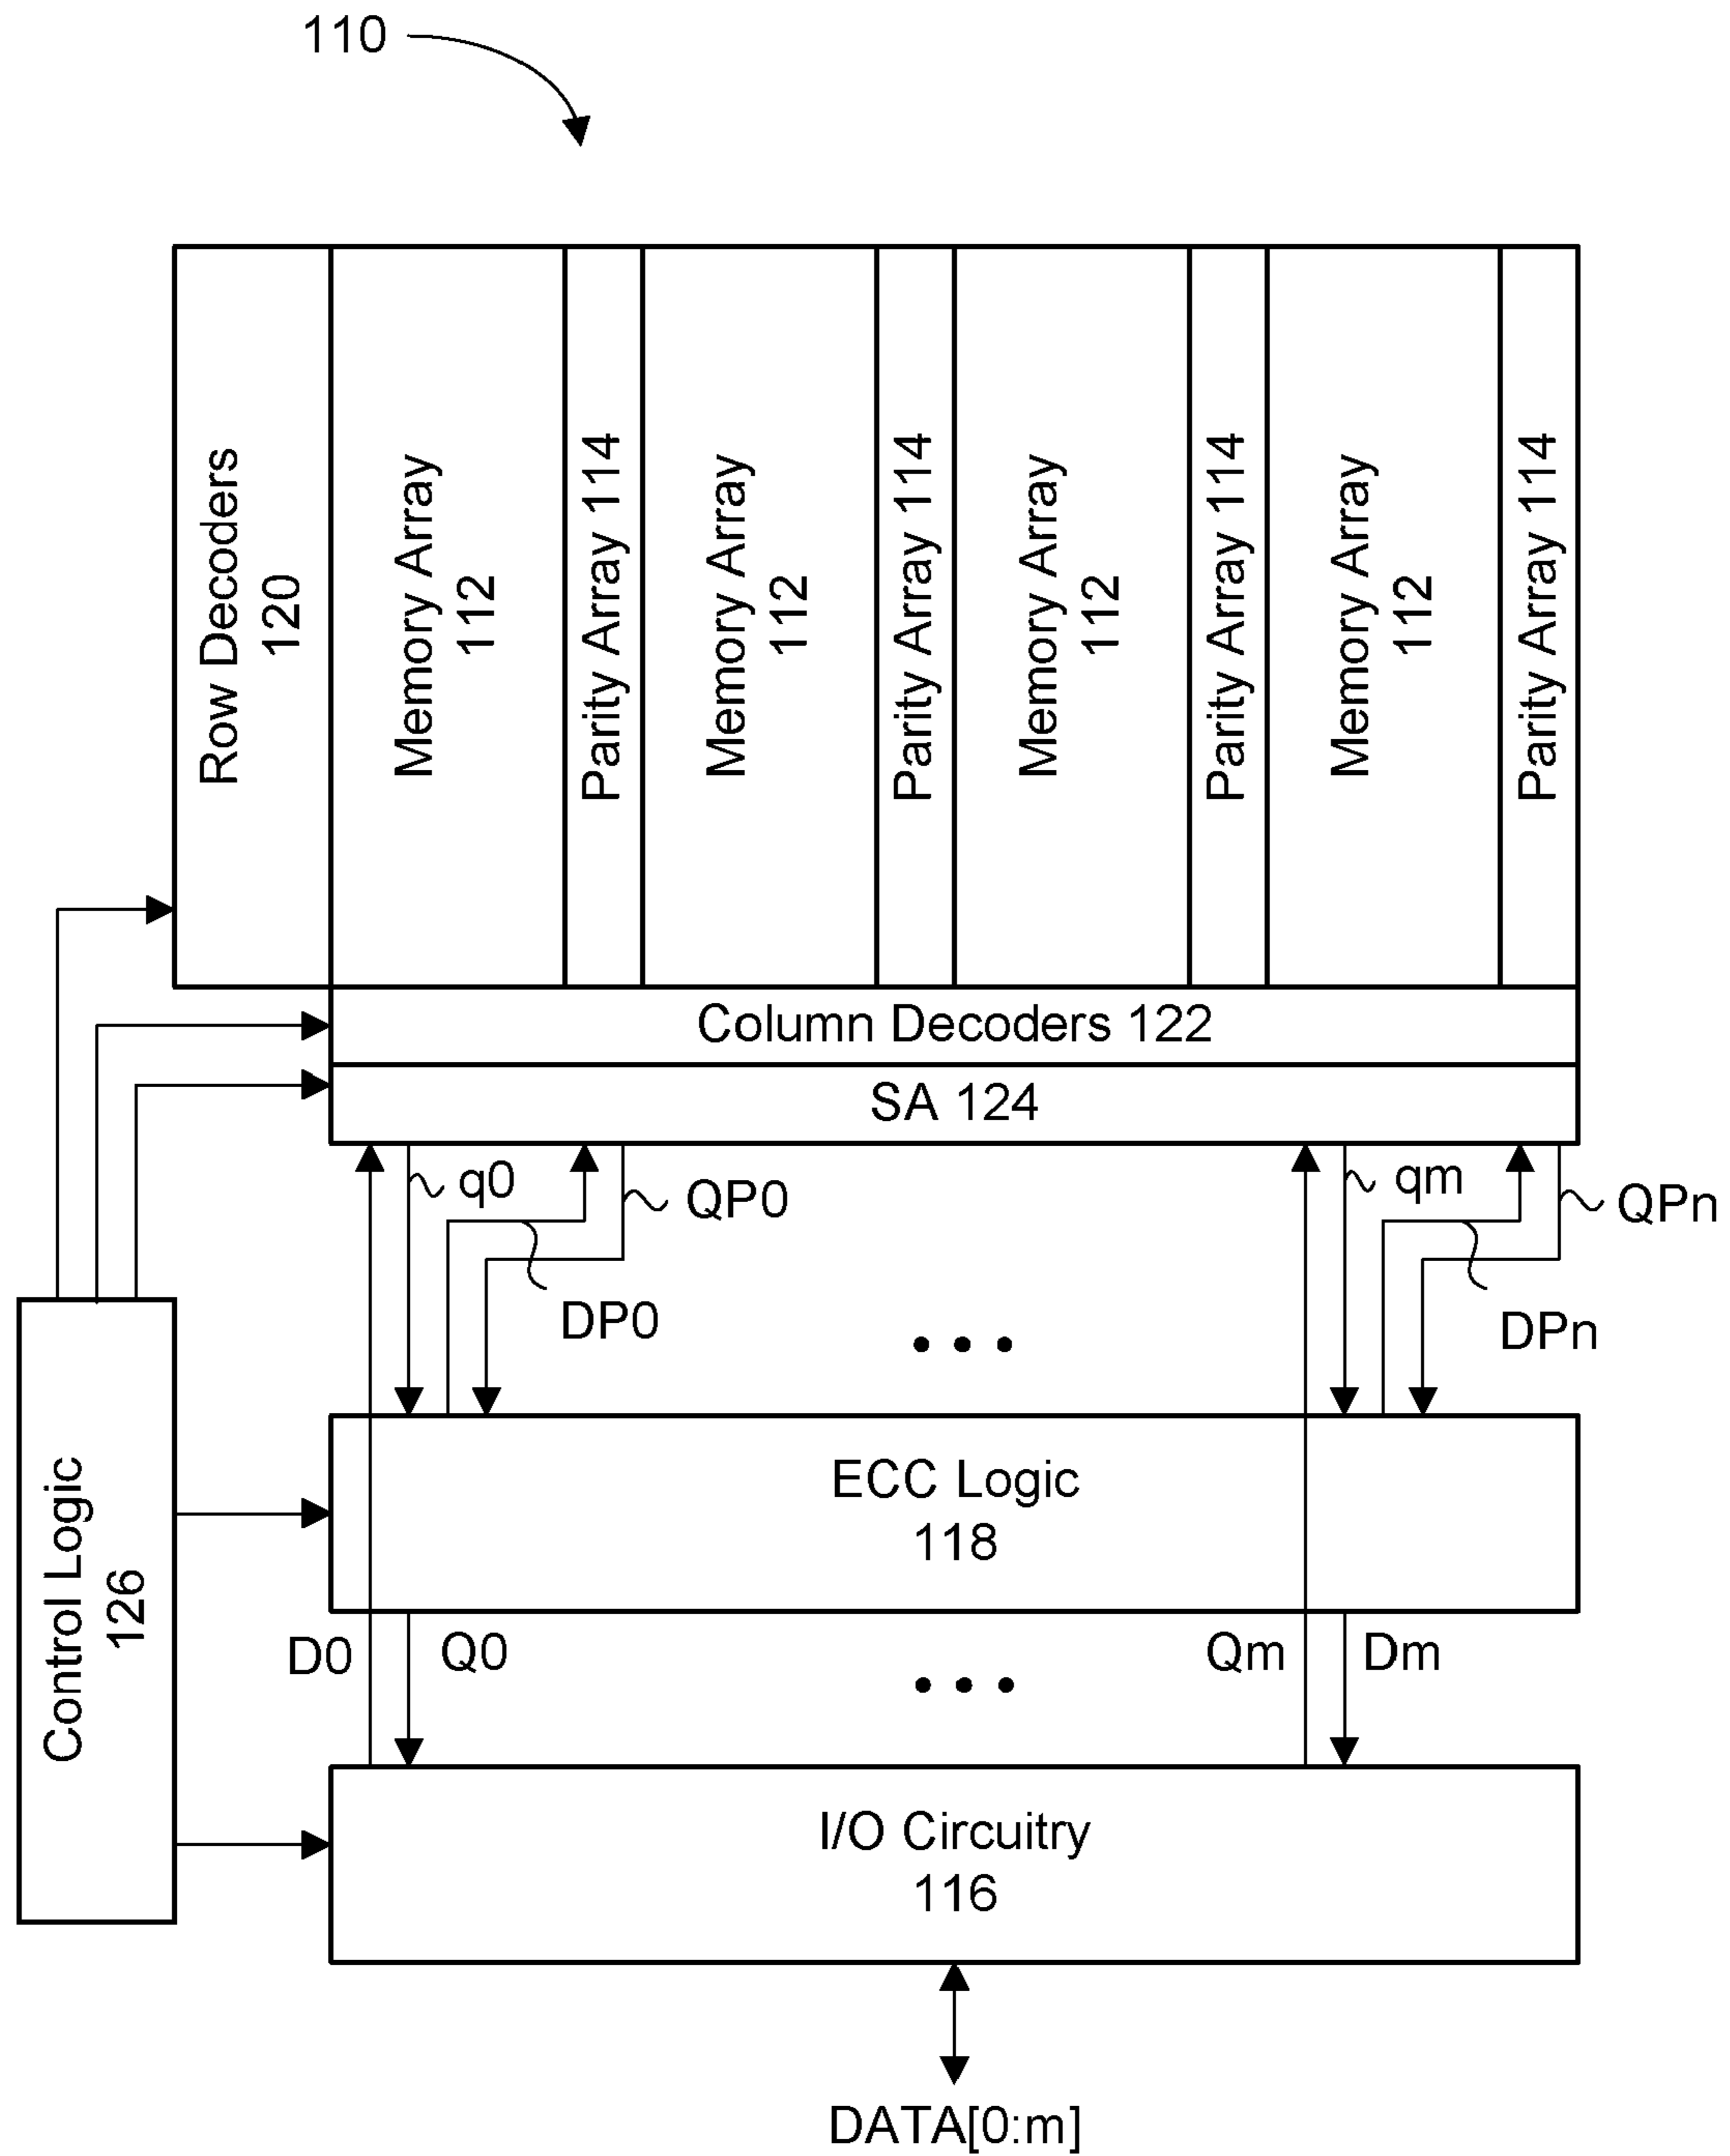 110
Row Decoders
120
Memory Array
112
Parity Array 114
Memory Array
112
Parity Array 114
Memory Array
112
Parity Array 114
Memory Array
112
Parity Array 114
Column Decoders 122
SA 124
q0
QP0
qm
QPn
DP0
DPn
Control Logic
126
ECC Logic
118
D0
Q0
Qm
Dm
I/O Circuitry
116
DATA[0:m]